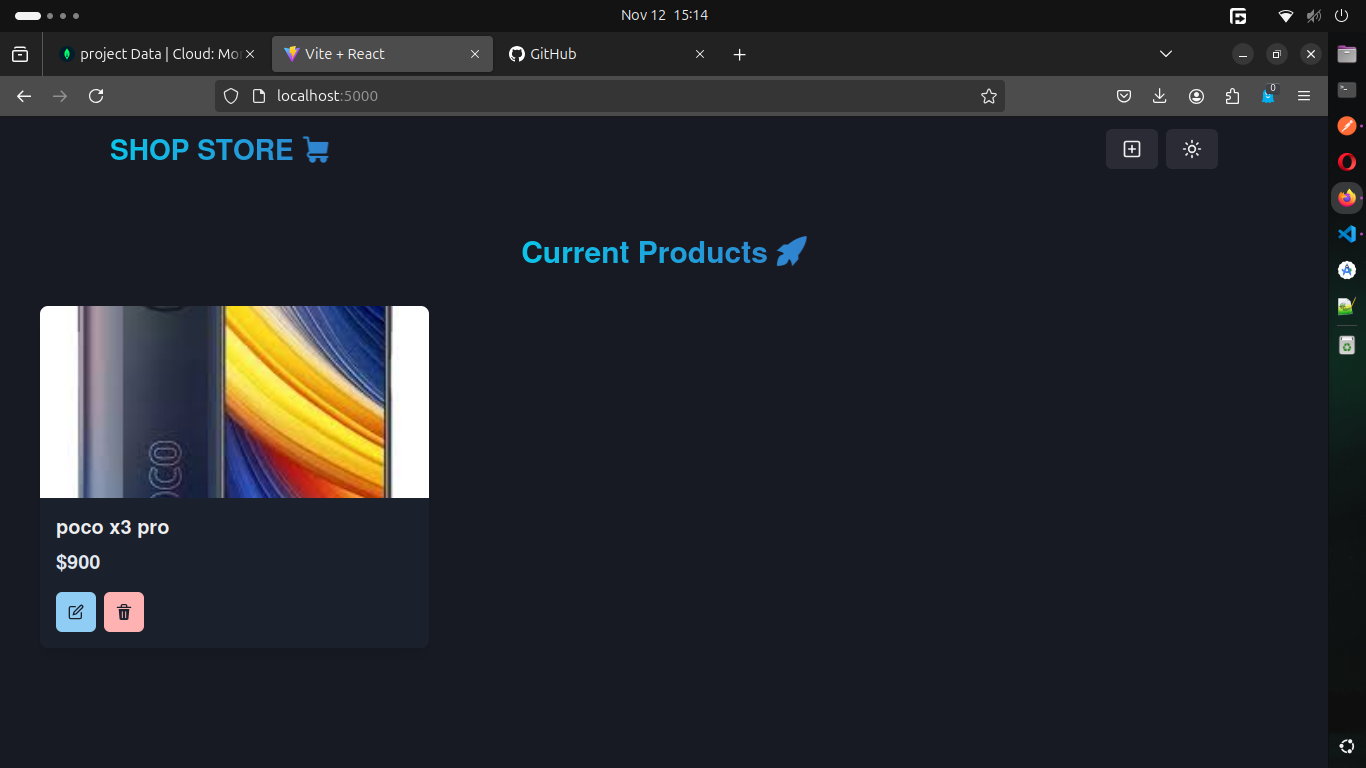 Nov 12 15:14
project Data | Cloud: Mo
Vite + React
GitHub
localhost:5000
0
SHOP STORE
Current Products
poco x3 pro
$900